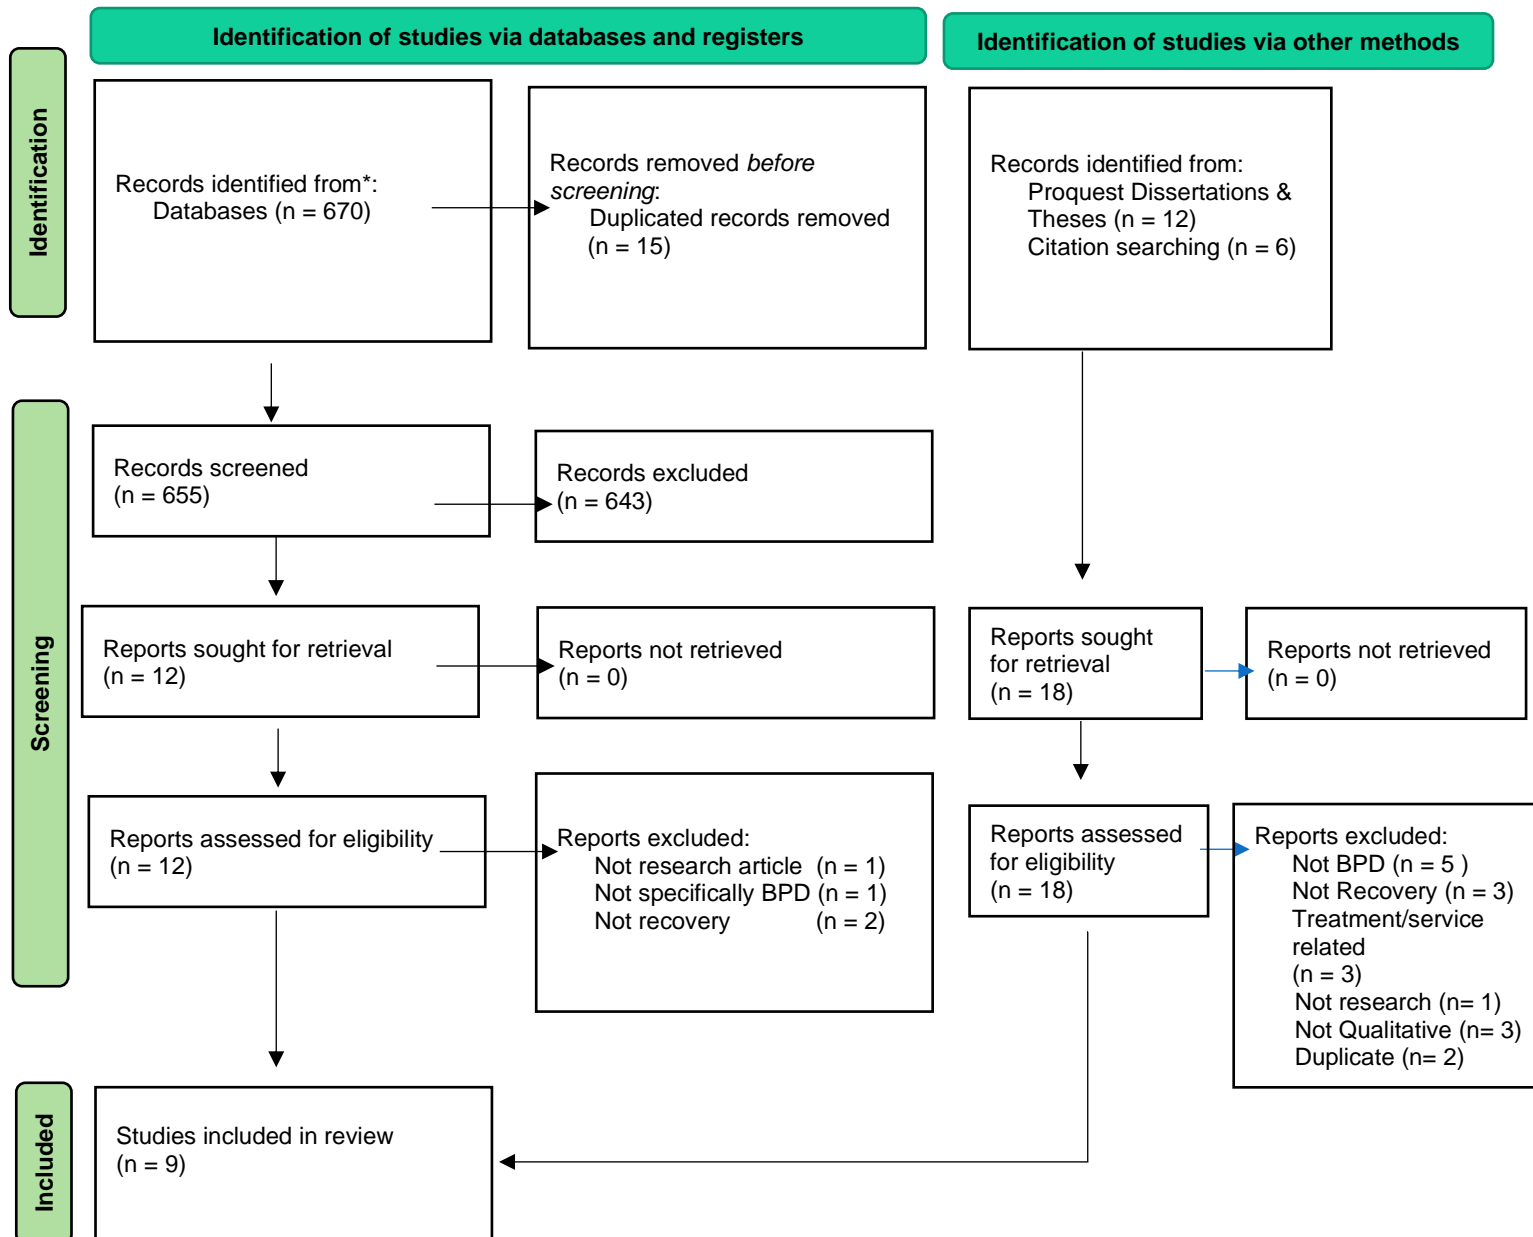 Identification of studies via databases and registers
Identification of studies via other methods
Identification
Records identified from*:
Databases (n = 670)
Records removed before
screening:
Duplicated records removed
(n = 15)
Records identified from:
Proquest Dissertations &
Theses (n = 12)
Citation searching (n = 6)
Screening
Records screened
(n = 655)
Records excluded
(n = 643)
Reports sought for retrieval
(n = 12)
Reports not retrieved
(n = 0)
Reports sought
for retrieval
(n = 18)
Reports not retrieved
(n = 0)
Reports assessed for eligibility
(n = 12)
Reports excluded:
Not research article (n = 1)
Not specifically BPD (n = 1)
Not recovery (n = 2)
Reports assessed
for eligibility
(n = 18)
Reports excluded:
Not BPD (n = 5 )
Not Recovery (n = 3)
Treatment/service
related
(n = 3)
Not research (n= 1)
Not Qualitative (n= 3)
Duplicate (n= 2)
Included
Studies included in review
(n = 9)